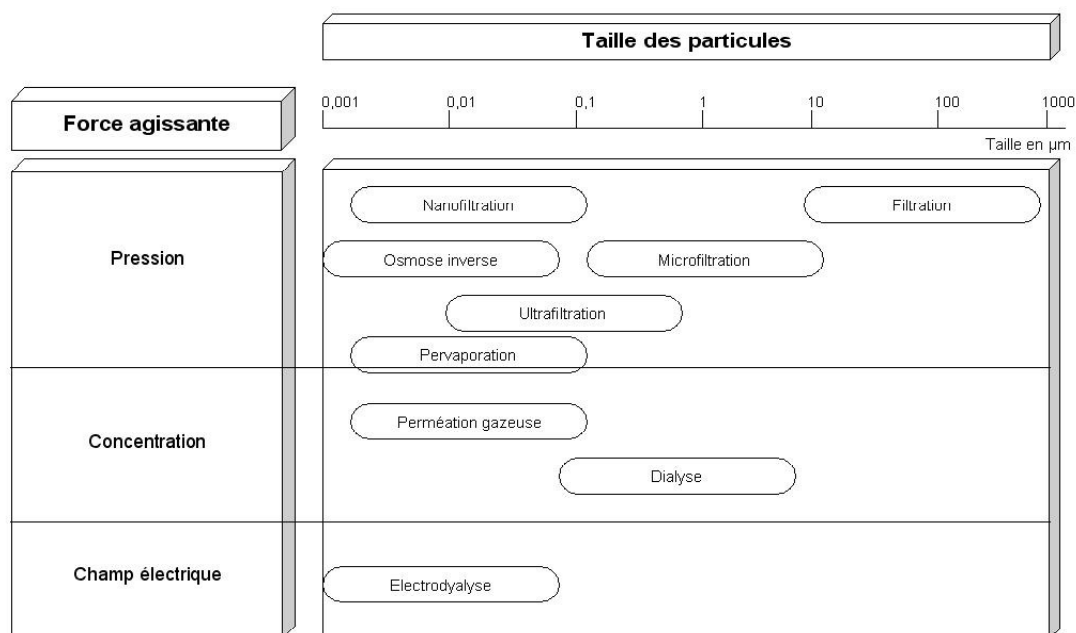 Taille des particules
0,001 0,01 0,1 1 10 100 1000
Taille en µm
Force agissante
Pression
Nanofiltration Filtration
Osmose inverse Microfiltration
Ultrafiltration
Pervaporation
Concentration
Perméation gazeuse
Dialyse
Champ électrique
Electrodyalyse